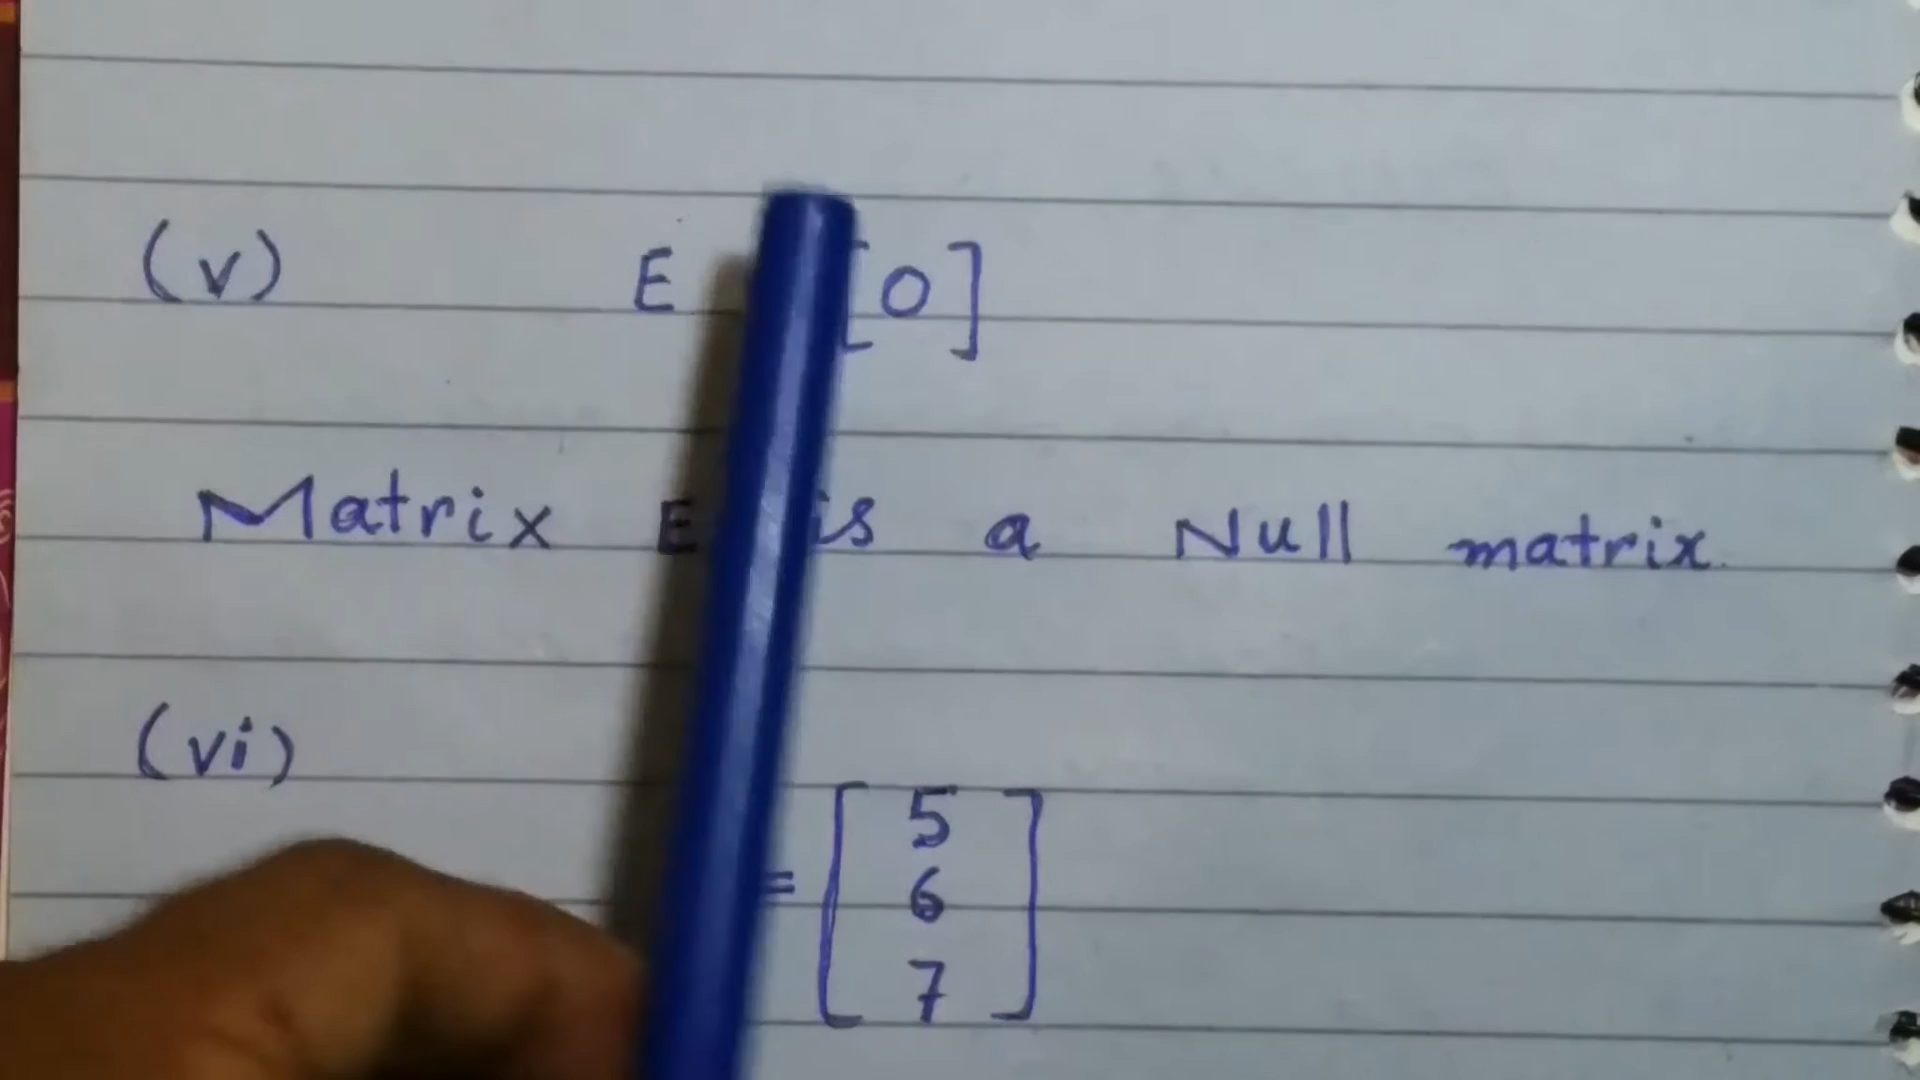 (v) E [0]
Matrix E is a Null matrix.
(vi)
= [5
6
7]